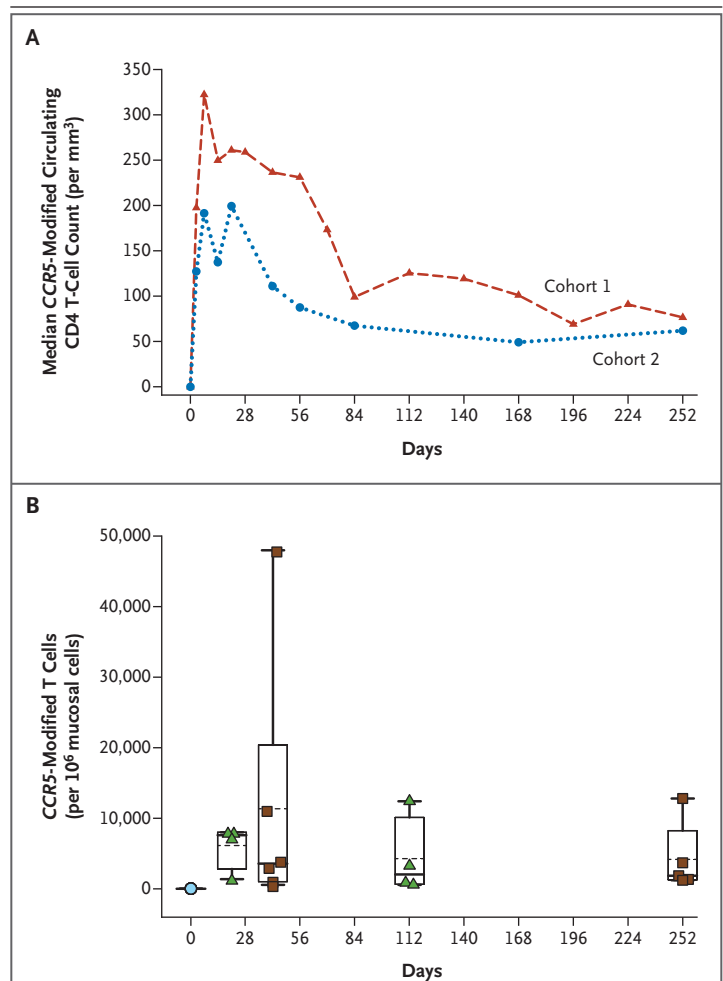 A
Median CCR5-Modified Circulating
CD4 T-Cell Count (per mm³)
350
300
250
200
150
100
50
0
Cohort 1
Cohort 2
0 28 56 84 112 140 168 196 224 252
Days
B
CCR5-Modified T Cells
(per 10⁶ mucosal cells)
50,000
40,000
30,000
20,000
10,000
0
0 28 56 84 112 140 168 196 224 252
Days